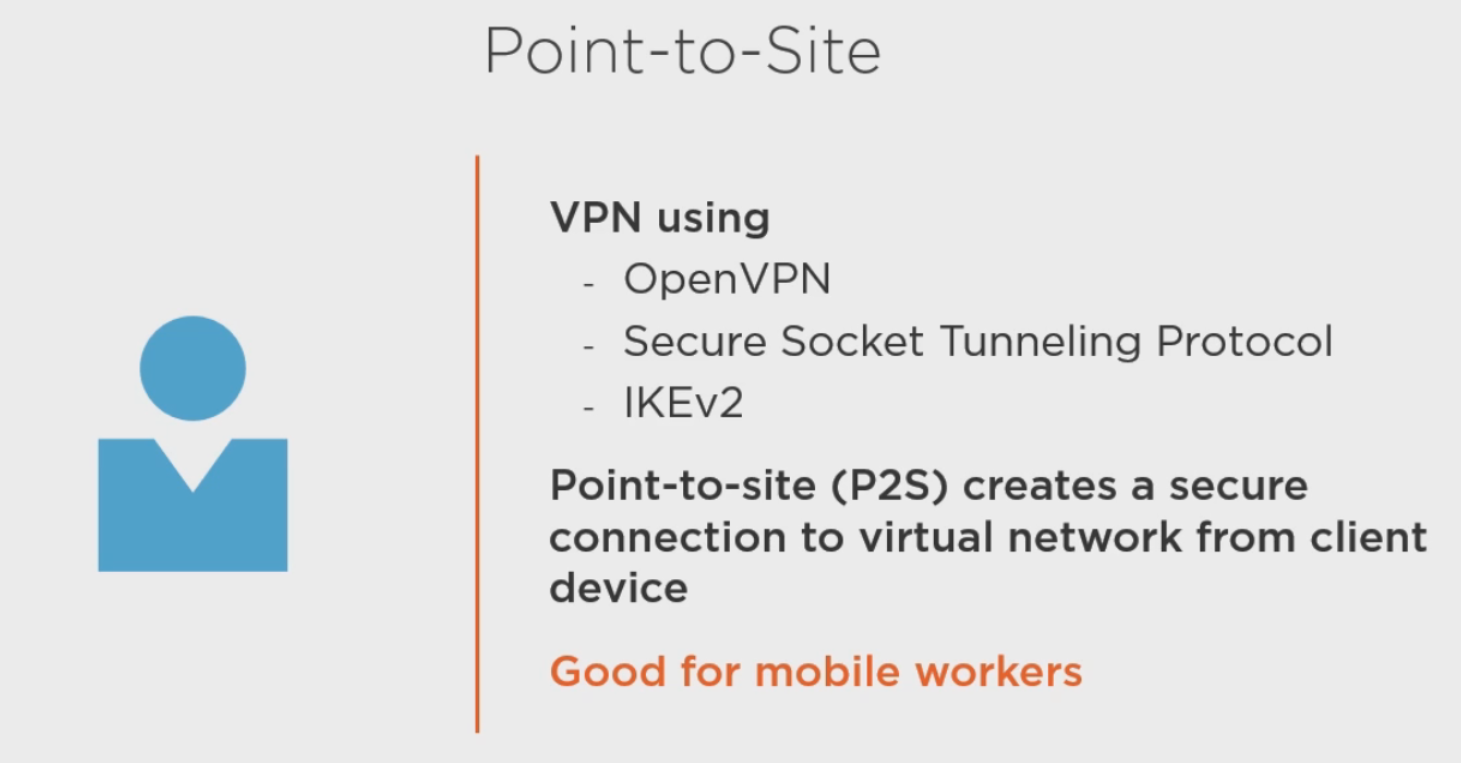 Point-to-Site
VPN using
- OpenVPN
- Secure Socket Tunneling Protocol
- IKEv2
Point-to-site (P2S) creates a secure
connection to virtual network from client
device
Good for mobile workers